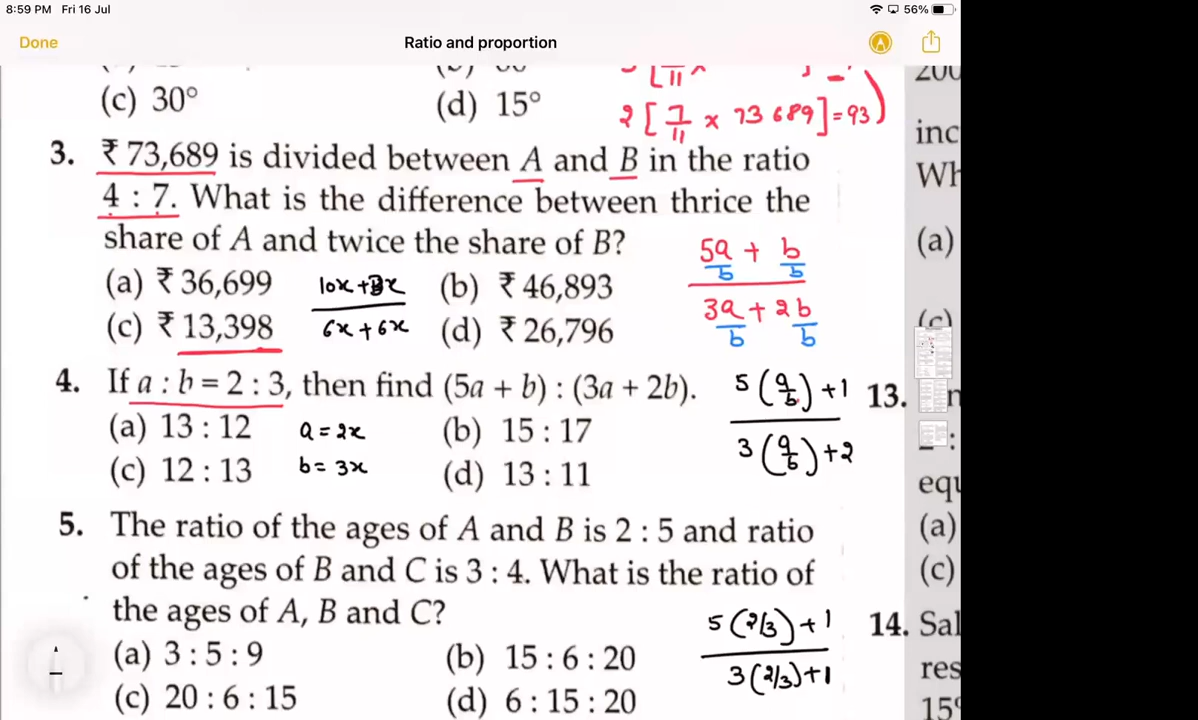 8:59 PM Fri 16 Jul
56%
Done
Ratio and proportion
(c) 30°
(d) 15°
2 [ 7/11 × 73689 ] = 93 )
3. ₹ 73,689 is divided between A and B in the ratio
4 : 7. What is the difference between thrice the
share of A and twice the share of B?
(a) ₹ 36,699
(b) ₹ 46,893
(c) ₹ 13,398
(d) ₹ 26,796
10x + 3x
6x + 6x
5a/b + b/b
3a/b + 2b/b
4. If a : b = 2 : 3, then find (5a + b) : (3a + 2b).
(a) 13 : 12
(b) 15 : 17
(c) 12 : 13
(d) 13 : 11
a = 2x
b = 3x
5 (a/b) + 1
3 (a/b) + 2
5. The ratio of the ages of A and B is 2 : 5 and ratio
of the ages of B and C is 3 : 4. What is the ratio of
the ages of A, B and C?
(a) 3 : 5 : 9
(b) 15 : 6 : 20
(c) 20 : 6 : 15
(d) 6 : 15 : 20
5 (2/3) + 1
3 (2/3) + 1
200
inc
Wh
(a)
(c)
13.
equ
(a)
(c)
14. Sal
res
15°